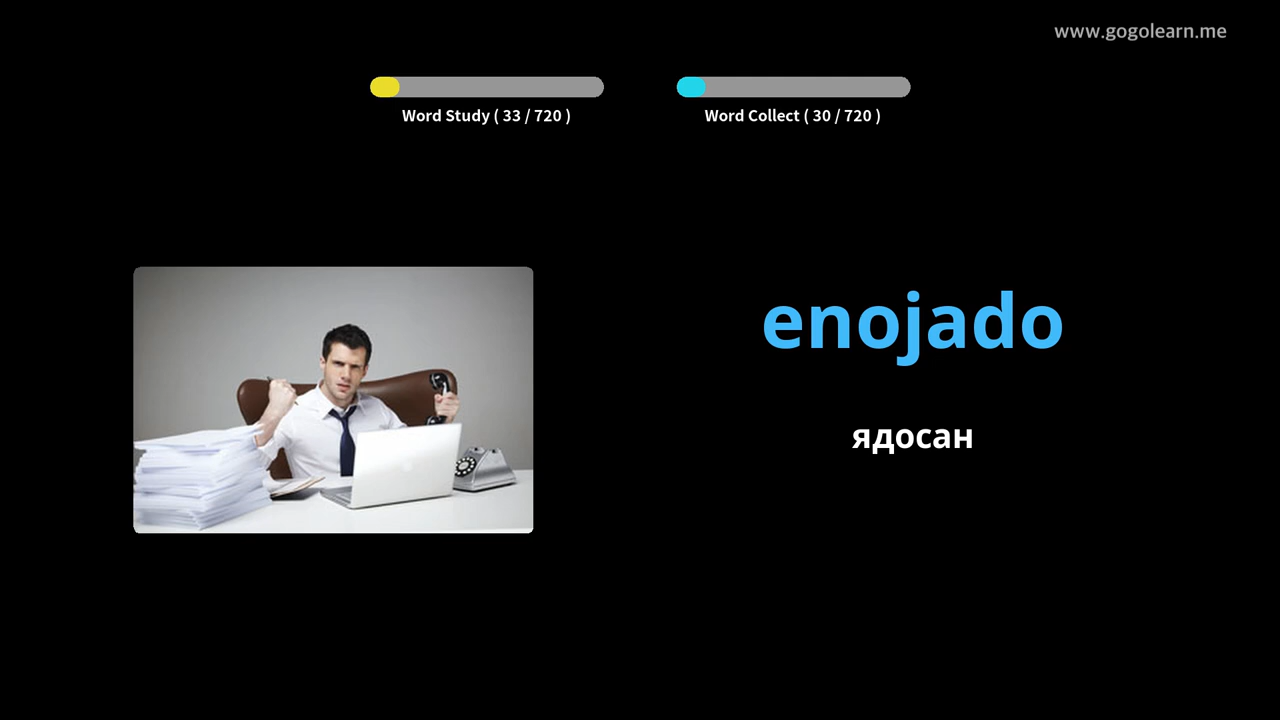 www.gogolearn.me
Word Study ( 33 / 720 )
Word Collect ( 30 / 720 )
enojado
ядосан